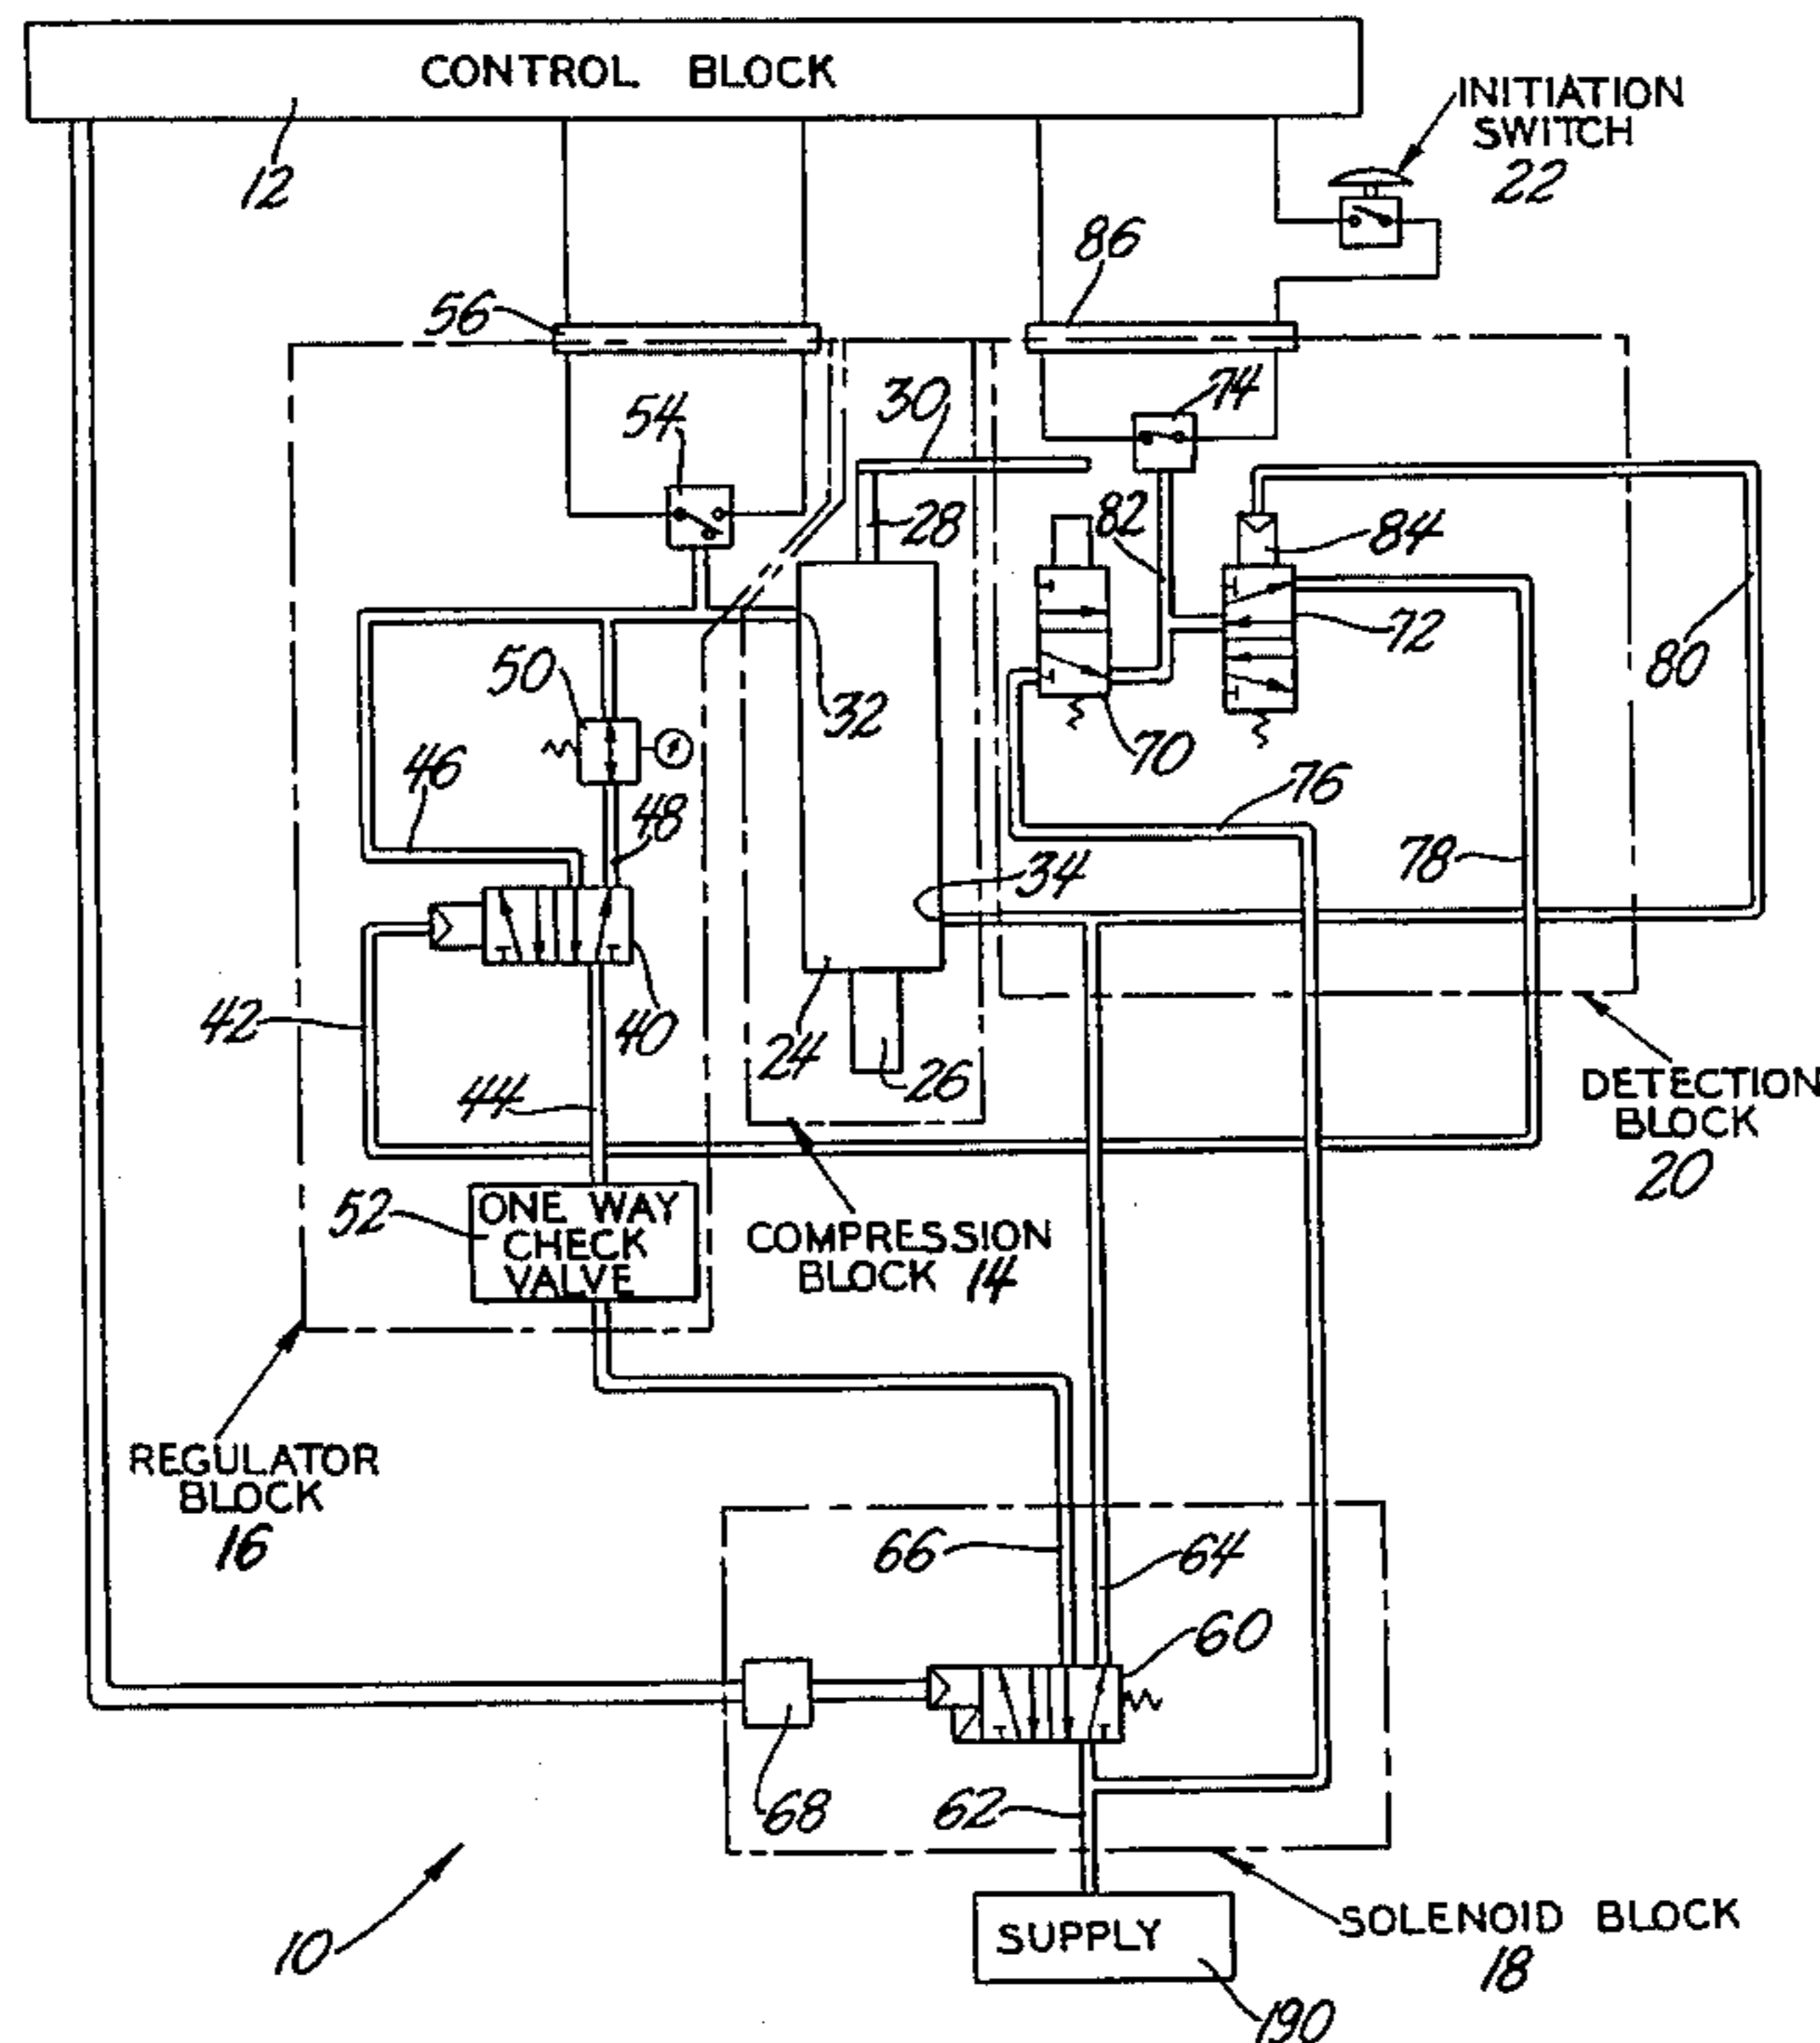 CONTROL BLOCK
12
INITIATION
SWITCH
22
86
56
74
30
54
28
82
84
72
80
50
32
70
46
76
48
78
34
42
40
24
26
44
DETECTION
BLOCK
20
52
ONE WAY
CHECK
VALVE
COMPRESSION
BLOCK 14
REGULATOR
BLOCK
16
66
64
60
68
62
SOLENOID BLOCK
18
10
SUPPLY
190